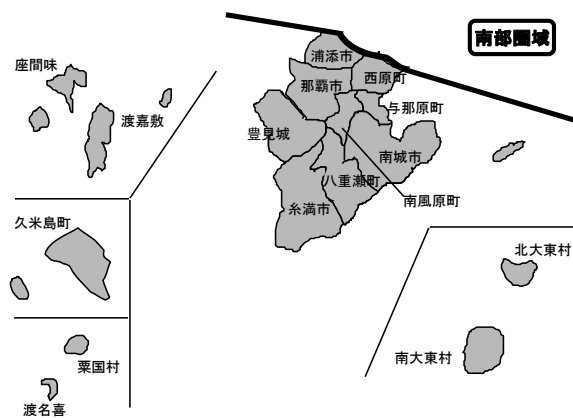 南部圏域
浦添市
座間味
西原町
那覇市
与那原町
渡嘉敷
豊見城
南城市
八重瀬町
南風原町
糸満市
久米島町
北大東村
南大東村
粟国村
渡名喜